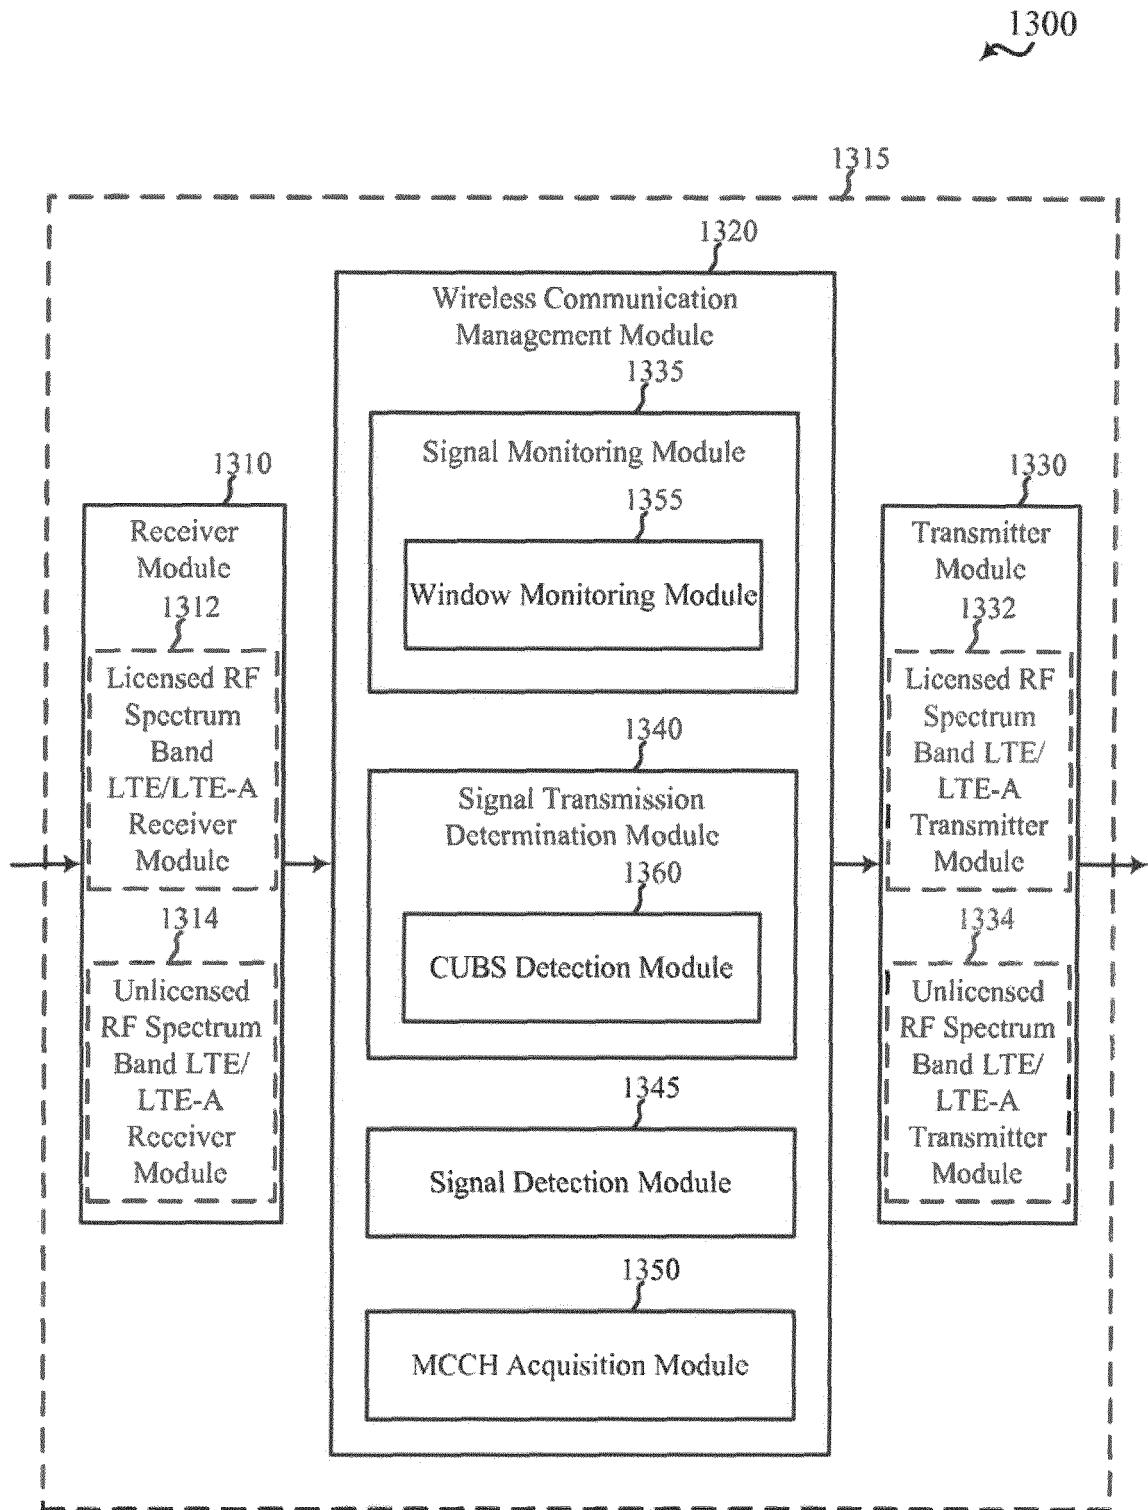 1300
1315
1320
Wireless Communication
Management Module
1335
Signal Monitoring Module
1355
Window Monitoring Module
1340
Signal Transmission
Determination Module
1360
CUBS Detection Module
1345
Signal Detection Module
1350
MCCH Acquisition Module
1310
Receiver
Module
1312
Licensed RF
Spectrum
Band
LTE/LTE-A
Receiver
Module
1314
Unlicensed
RF Spectrum
Band LTE/
LTE-A
Receiver
Module
1330
Transmitter
Module
1332
Licensed RF
Spectrum
Band LTE/
LTE-A
Transmitter
Module
1334
Unlicensed
RF Spectrum
Band LTE/
LTE-A
Transmitter
Module